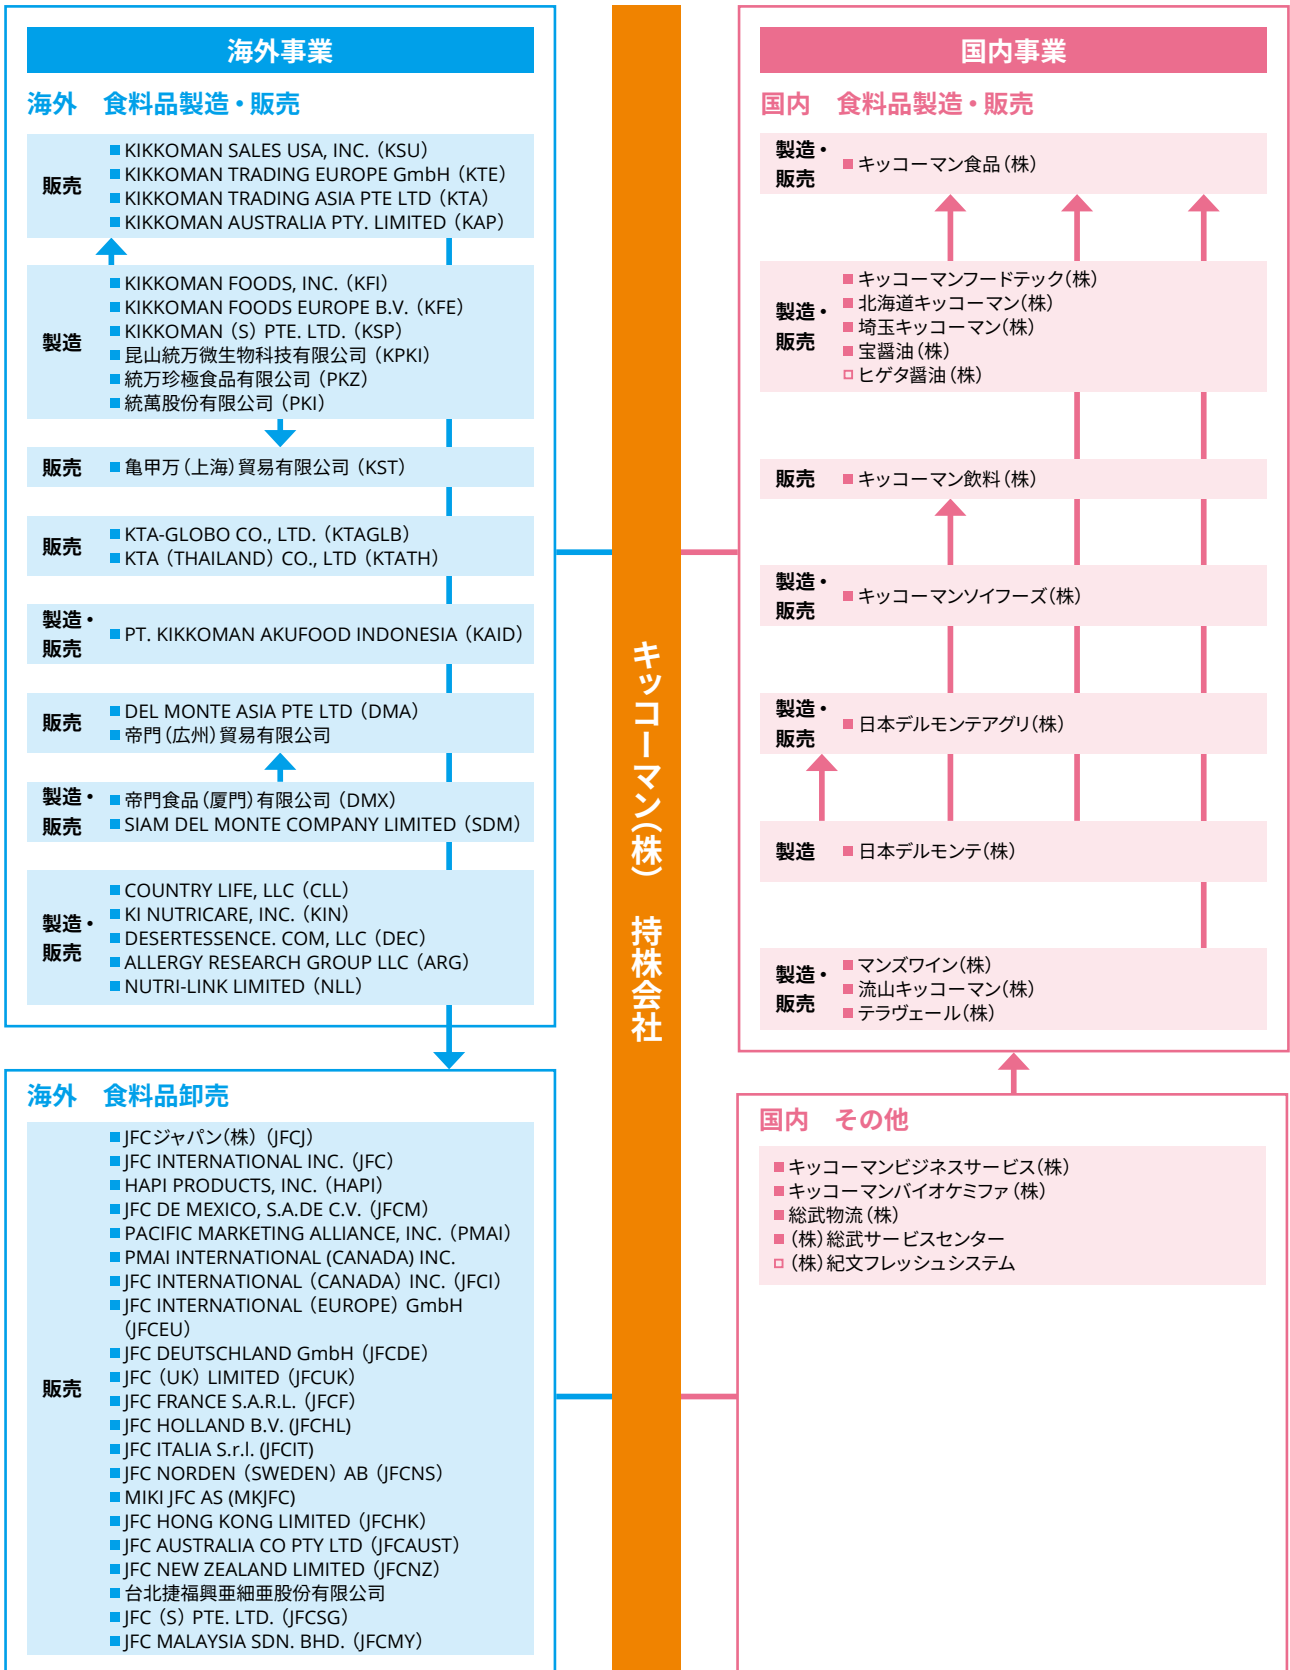 海外事業
海外 食料品製造・販売
販売
■KIKKOMAN SALES USA, INC.（KSU）
■KIKKOMAN TRADING EUROPE GmbH（KTE）
■KIKKOMAN TRADING ASIA PTE LTD（KTA）
■KIKKOMAN AUSTRALIA PTY. LIMITED（KAP）
製造
■KIKKOMAN FOODS, INC.（KFI）
■KIKKOMAN FOODS EUROPE B.V.（KFE）
■KIKKOMAN（S）PTE. LTD.（KSP）
■昆山統万微生物科技有限公司（KPKI）
■統万珍極食品有限公司（PKZ）
■統萬股份有限公司（PKI）
販売
■亀甲万（上海）貿易有限公司（KST）
販売
■KTA-GLOBO CO., LTD.（KTAGLB）
■KTA（THAILAND）CO., LTD（KTATH）
製造・
販売
■PT. KIKKOMAN AKUFOOD INDONESIA（KAID）
販売
■DEL MONTE ASIA PTE LTD（DMA）
■帝門（広州）貿易有限公司
製造・
販売
■帝門食品（厦門）有限公司（DMX）
■SIAM DEL MONTE COMPANY LIMITED（SDM）
製造・
販売
■COUNTRY LIFE, LLC（CLL）
■KI NUTRICARE, INC.（KIN）
■DESERTESSENCE. COM, LLC（DEC）
■ALLERGY RESEARCH GROUP LLC（ARG）
■NUTRI-LINK LIMITED（NLL）
海外 食料品卸売
販売
■JFCジャパン（株）（JFCJ）
■JFC INTERNATIONAL INC.（JFC）
■HAPI PRODUCTS, INC.（HAPI）
■JFC DE MEXICO, S.A.DE C.V.（JFCM）
■PACIFIC MARKETING ALLIANCE, INC.（PMAI）
■PMAI INTERNATIONAL (CANADA) INC.
■JFC INTERNATIONAL（CANADA）INC.（JFCI）
■JFC INTERNATIONAL（EUROPE）GmbH
（JFCEU）
■JFC DEUTSCHLAND GmbH（JFCDE）
■JFC（UK）LIMITED（JFCUK）
■JFC FRANCE S.A.R.L.（JFCF）
■JFC HOLLAND B.V. (JFCHL)
■JFC ITALIA S.r.l. (JFCIT)
■JFC NORDEN（SWEDEN）AB（JFCNS）
■MIKI JFC AS (MKJFC)
■JFC HONG KONG LIMITED（JFCHK）
■JFC AUSTRALIA CO PTY LTD（JFCAUST）
■JFC NEW ZEALAND LIMITED（JFCNZ）
■台北捷福興亜細亜股份有限公司
■JFC（S）PTE. LTD.（JFCSG）
■JFC MALAYSIA SDN. BHD.（JFCMY）
キッコーマン（株） 持株会社
国内事業
国内 食料品製造・販売
製造・
販売
■キッコーマン食品（株）
製造・
販売
■キッコーマンフードテック（株）
■北海道キッコーマン（株）
■埼玉キッコーマン（株）
■宝醤油（株）
□ヒゲタ醤油（株）
販売
■キッコーマン飲料（株）
製造・
販売
■キッコーマンソイフーズ（株）
製造・
販売
■日本デルモンテアグリ（株）
製造
■日本デルモンテ（株）
製造・
販売
■マンズワイン（株）
■流山キッコーマン（株）
■テラヴェール（株）
国内 その他
■キッコーマンビジネスサービス（株）
■キッコーマンバイオケミファ（株）
■総武物流（株）
■（株）総武サービスセンター
□（株）紀文フレッシュシステム